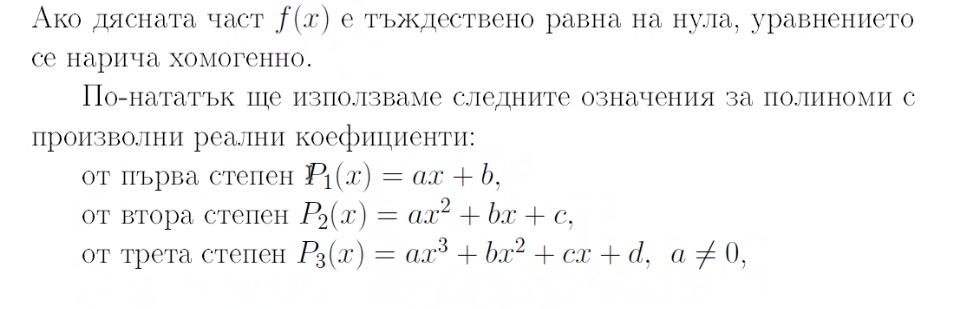 Ако дясната част f(x) е тъждествено равна на нула, уравнението
се нарича хомогенно.
По-нататък ще използваме следните означения за полиноми с
произволни реални коефициенти:
от първа степен P₁(x) = ax + b,
от втора степен P₂(x) = ax² + bx + c,
от трета степен P₃(x) = ax³ + bx² + cx + d, a ≠ 0,